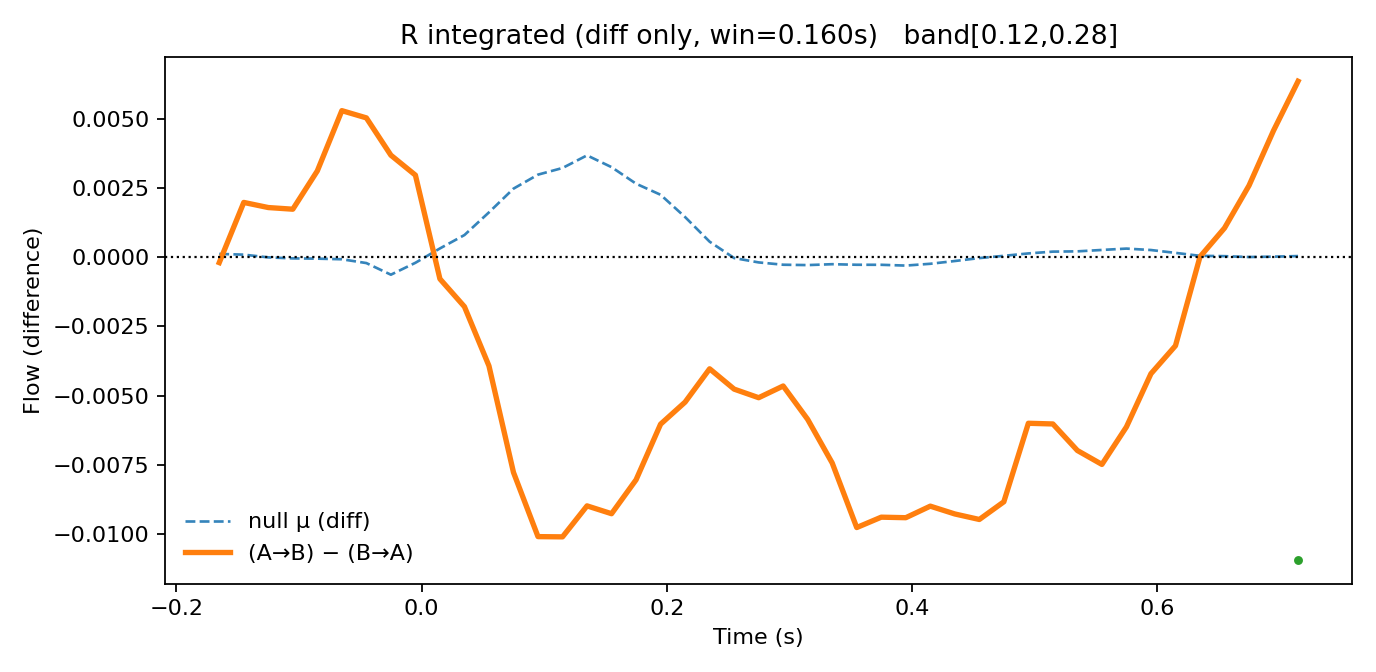 R integrated (diff only, win=0.160s)   band[0.12,0.28]
Flow (difference)
0.0050
0.0025
0.0000
−0.0025
−0.0050
−0.0075
−0.0100
null μ (diff)
(A→B) − (B→A)
−0.2 0.0 0.2 0.4 0.6
Time (s)